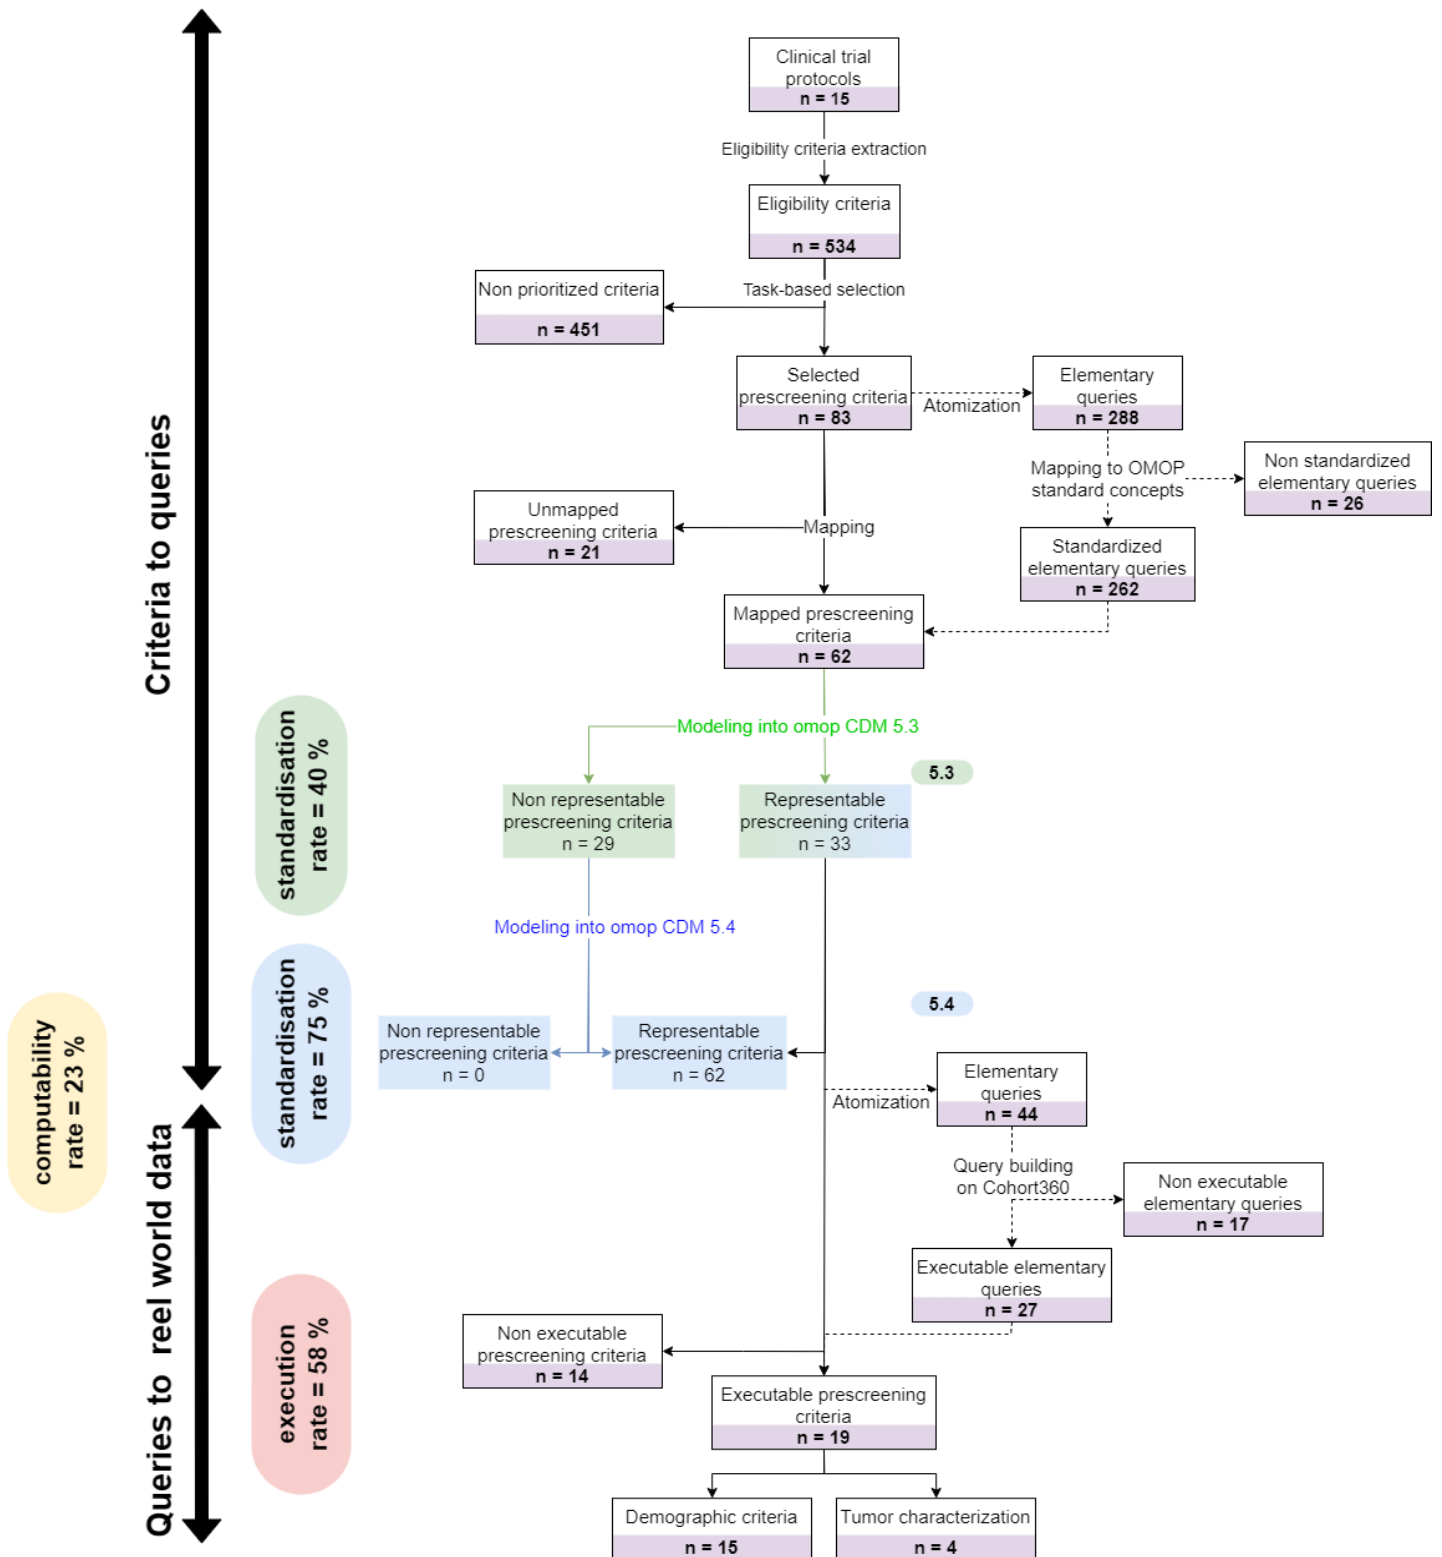 Clinical trial
protocols
n = 15
Eligibility criteria extraction
Eligibility criteria
n = 534
Task-based selection
Non prioritized criteria
n = 451
Selected
prescreening criteria
n = 83
Atomization
Elementary
queries
n = 288
Mapping to OMOP
standard concepts
Non standardized
elementary queries
n = 26
Unmapped
prescreening criteria
n = 21
Mapping
Standardized
elementary queries
n = 262
Mapped prescreening
criteria
n = 62
Criteria to queries
Modeling into omop CDM 5.3
standardisation
rate = 40 %
5.3
Non representable
prescreening criteria
n = 29
Representable
prescreening criteria
n = 33
Modeling into omop CDM 5.4
standardisation
rate = 75 %
5.4
computability
rate = 23 %
Non representable
prescreening criteria
n = 0
Representable
prescreening criteria
n = 62
Atomization
Elementary
queries
n = 44
Query building
on Cohort360
Non executable
elementary queries
n = 17
Executable elementary
queries
n = 27
Queries to reel world data
execution
rate = 58 %
Non executable
prescreening criteria
n = 14
Executable prescreening
criteria
n = 19
Demographic criteria
n = 15
Tumor characterization
n = 4